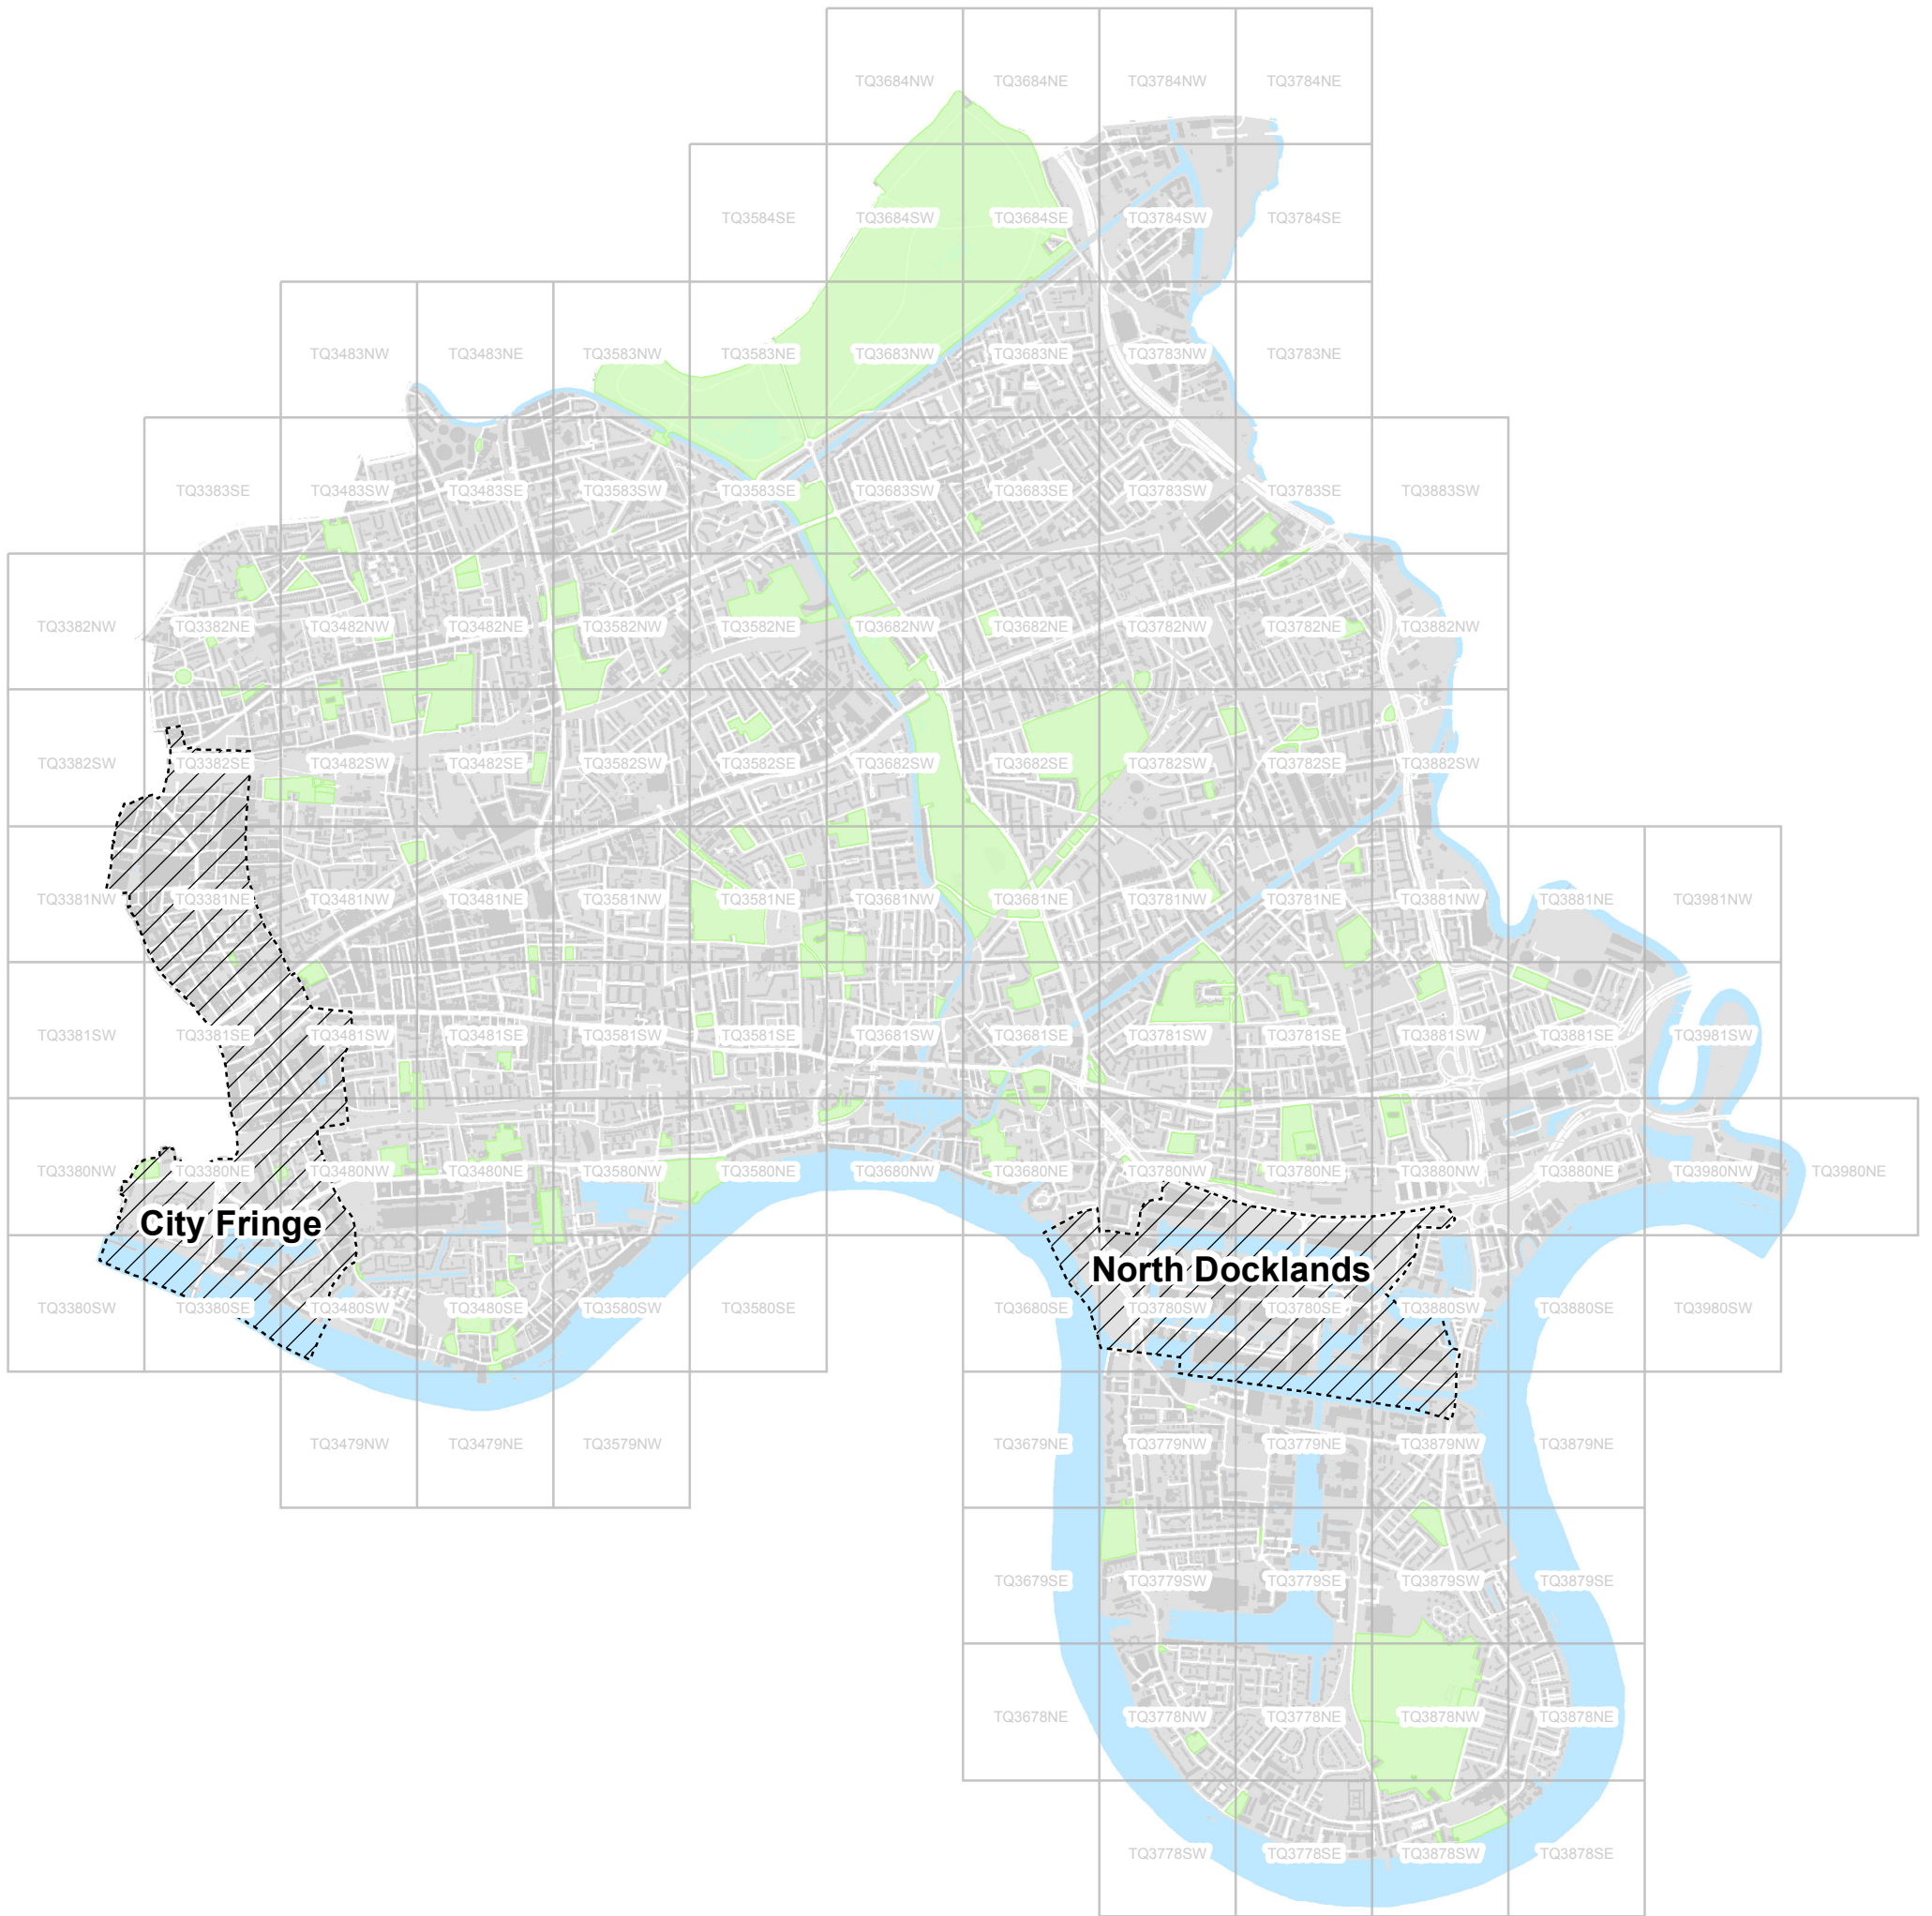 TQ3684NW TQ3684NE TQ3784NW TQ3784NE
TQ3584SE TQ3684SW TQ3684SE TQ3784SW TQ3784SE
TQ3483NW TQ3483NE TQ3583NW TQ3583NE TQ3683NW TQ3683NE TQ3783NW TQ3783NE
TQ3383SE TQ3483SW TQ3483SE TQ3583SW TQ3583SE TQ3683SW TQ3683SE TQ3783SW TQ3783SE TQ3883SW
TQ3382NW TQ3382NE TQ3482NW TQ3482NE TQ3582NW TQ3582NE TQ3682NW TQ3682NE TQ3782NW TQ3782NE TQ3882NW
TQ3382SW TQ3382SE TQ3482SW TQ3482SE TQ3582SW TQ3582SE TQ3682SW TQ3682SE TQ3782SW TQ3782SE TQ3882SW
TQ3381NW TQ3381NE TQ3481NW TQ3481NE TQ3581NW TQ3581NE TQ3681NW TQ3681NE TQ3781NW TQ3781NE TQ3881NW TQ3881NE TQ3981NW
TQ3381SW TQ3381SE TQ3481SW TQ3481SE TQ3581SW TQ3581SE TQ3681SW TQ3681SE TQ3781SW TQ3781SE TQ3881SW TQ3881SE TQ3981SW
TQ3380NW TQ3380NE TQ3480NW TQ3480NE TQ3580NW TQ3580NE TQ3680NW TQ3680NE TQ3780NW TQ3780NE TQ3880NW TQ3880NE TQ3980NW TQ3980NE
City Fringe
North Docklands
TQ3380SW TQ3380SE TQ3480SW TQ3480SE TQ3580SW TQ3580SE TQ3680SE TQ3780SW TQ3780SE TQ3880SW TQ3880SE TQ3980SW
TQ3479NW TQ3479NE TQ3579NW TQ3679NE TQ3779NW TQ3779NE TQ3879NW TQ3879NE
TQ3679SE TQ3779SW TQ3779SE TQ3879SW TQ3879SE
TQ3678NE TQ3778NW TQ3778NE TQ3878NW TQ3878NE
TQ3778SW TQ3778SE TQ3878SW TQ3878SE